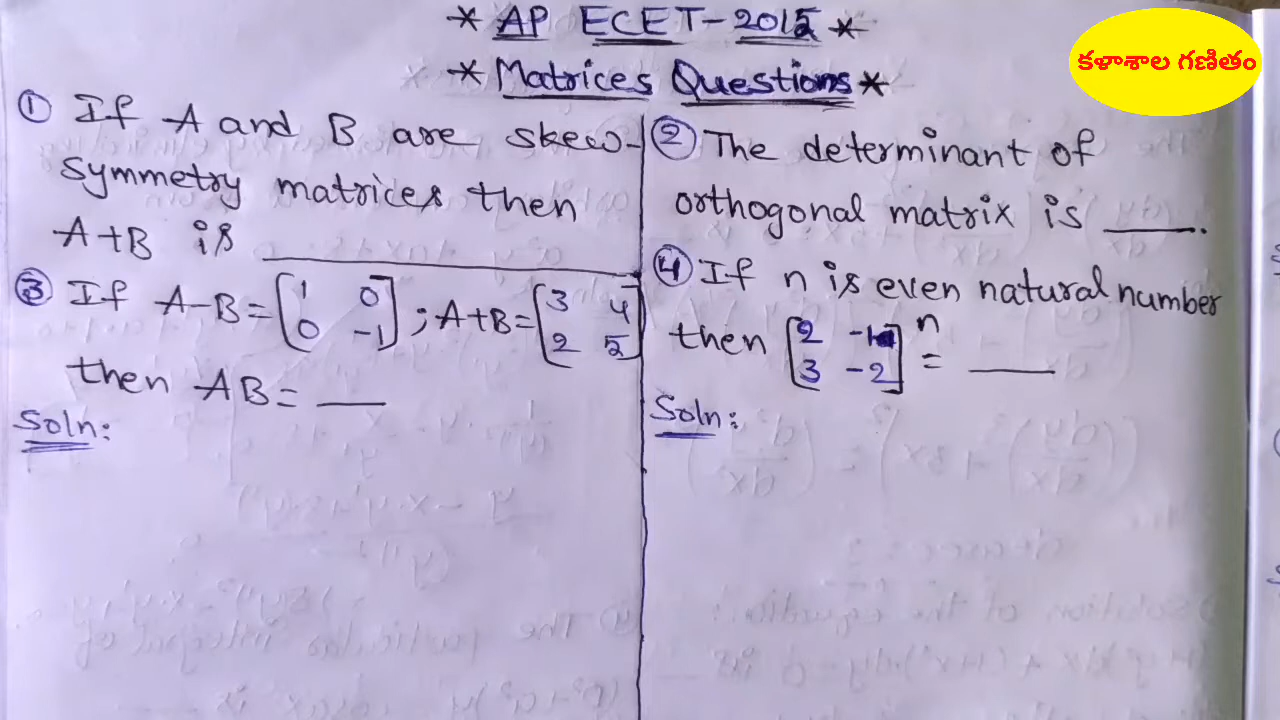 * AP ECET-2015 *
* Matrices Questions *
కళాశాల గణితం
① If A and B are skew-
symmetry matrices then
A+B is ____
② The determinant of
orthogonal matrix is ____.
③ If A-B = [1 0; 0 -1] ; A+B = [3 4; 2 5]
then AB = __
Soln:
④ If n is even natural number
then [2 -1; 3 -2]^n = ____
Soln: